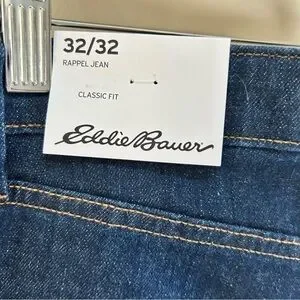 32/32
RAPPEL JEAN
CLASSIC FIT
Eddie Bauer